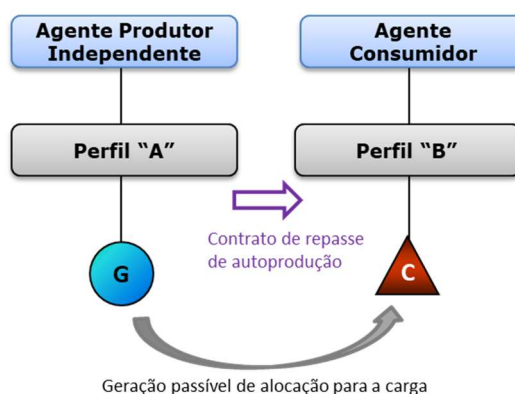 Agente Produtor
Independente
Agente
Consumidor
Perfil “A”
Perfil “B”
Contrato de repasse
de autoprodução
G
C
Geração passível de alocação para a carga